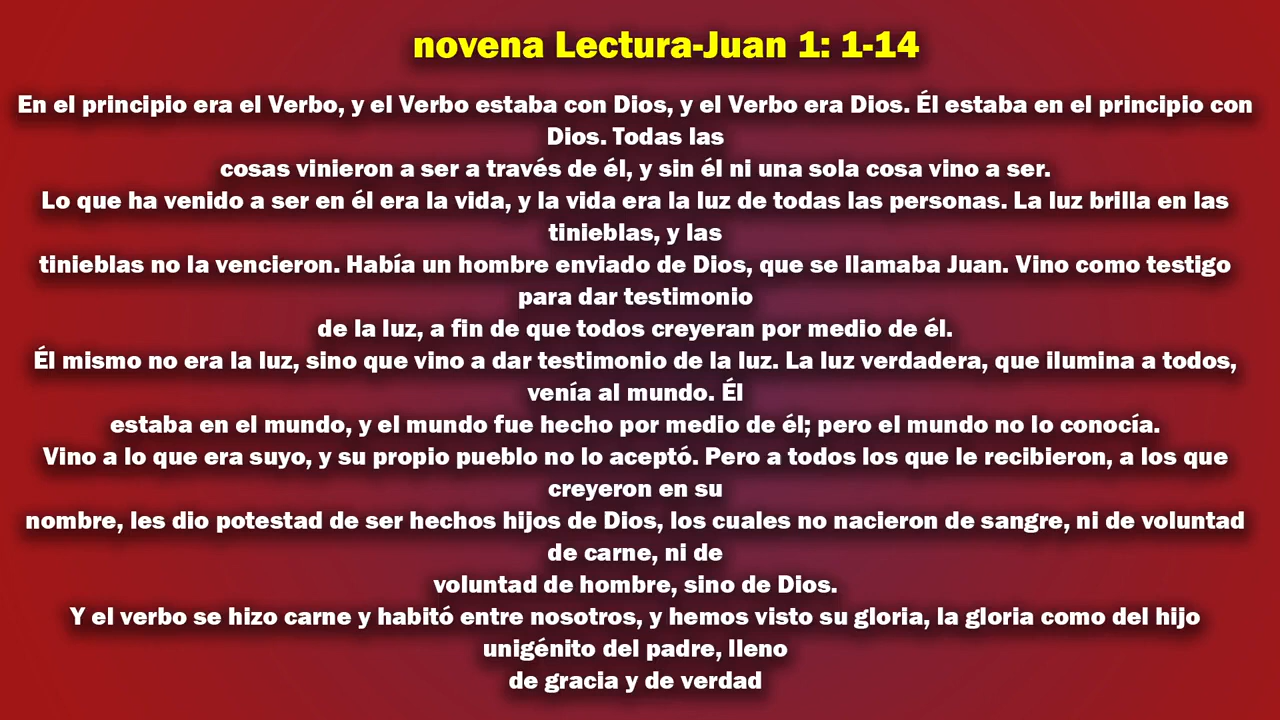 novena Lectura-Juan 1: 1-14
En el principio era el Verbo, y el Verbo estaba con Dios, y el Verbo era Dios. Él estaba en el principio con
Dios. Todas las
cosas vinieron a ser a través de él, y sin él ni una sola cosa vino a ser.
Lo que ha venido a ser en él era la vida, y la vida era la luz de todas las personas. La luz brilla en las
tinieblas, y las
tinieblas no la vencieron. Había un hombre enviado de Dios, que se llamaba Juan. Vino como testigo
para dar testimonio
de la luz, a fin de que todos creyeran por medio de él.
Él mismo no era la luz, sino que vino a dar testimonio de la luz. La luz verdadera, que ilumina a todos,
venía al mundo. Él
estaba en el mundo, y el mundo fue hecho por medio de él; pero el mundo no lo conocía.
Vino a lo que era suyo, y su propio pueblo no lo aceptó. Pero a todos los que le recibieron, a los que
creyeron en su
nombre, les dio potestad de ser hechos hijos de Dios, los cuales no nacieron de sangre, ni de voluntad
de carne, ni de
voluntad de hombre, sino de Dios.
Y el verbo se hizo carne y habitó entre nosotros, y hemos visto su gloria, la gloria como del hijo
unigénito del padre, lleno
de gracia y de verdad